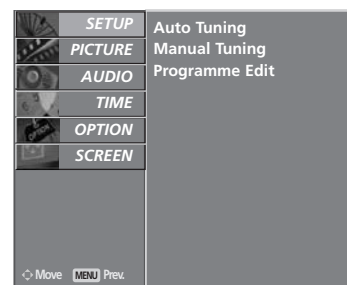 SETUP
PICTURE
AUDIO
TIME
OPTION
SCREEN
Auto Tuning
Manual Tuning
Programme Edit
Move MENU Prev.